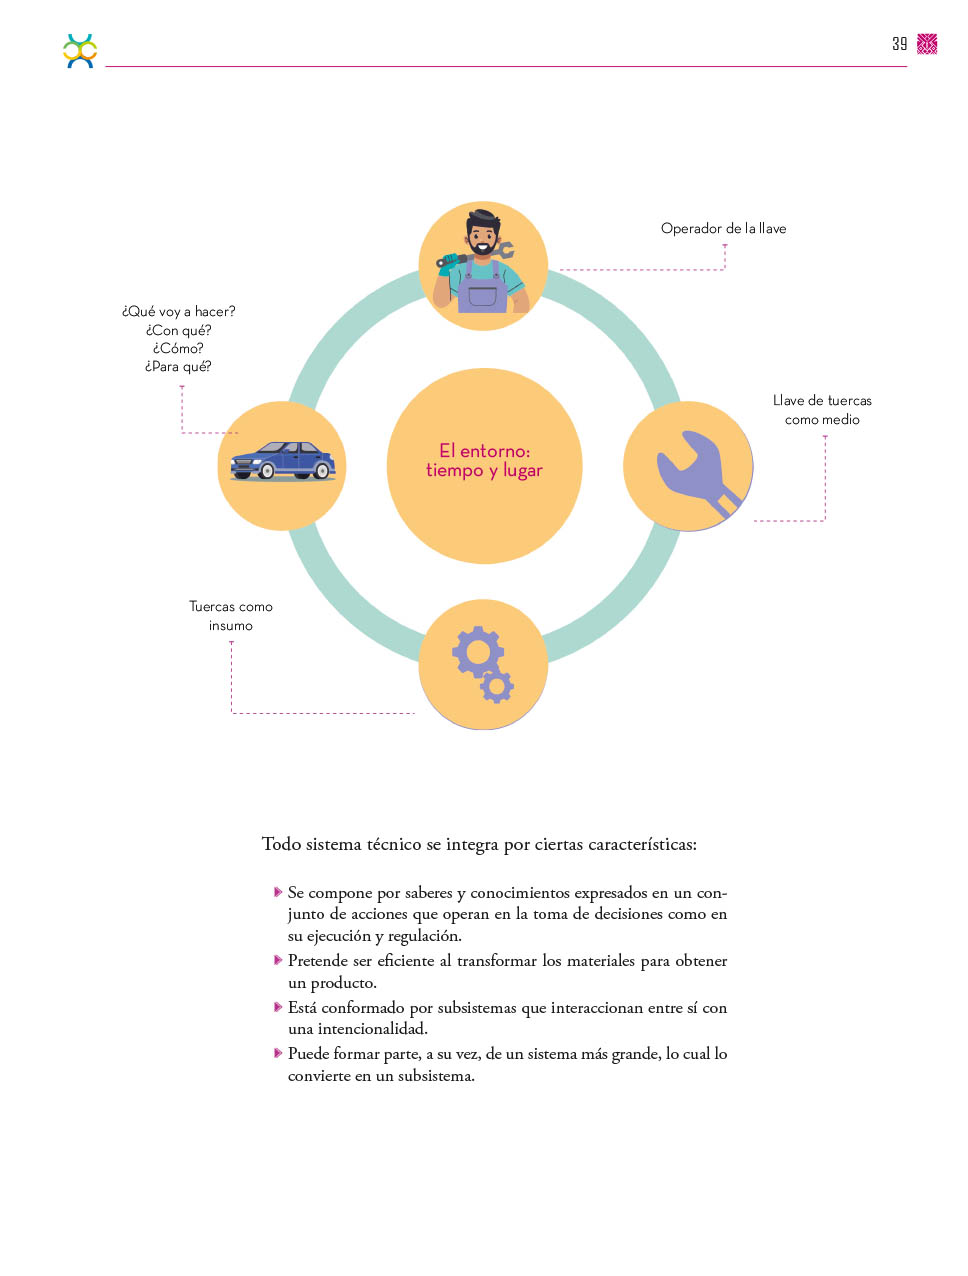 39
Operador de la llave
¿Qué voy a hacer?
¿Con qué?
¿Cómo?
¿Para qué?
Llave de tuercas
como medio
El entorno:
tiempo y lugar
Tuercas como
insumo
Todo sistema técnico se integra por ciertas características:
Se compone por saberes y conocimientos expresados en un con-
junto de acciones que operan en la toma de decisiones como en
su ejecución y regulación.
Pretende ser eficiente al transformar los materiales para obtener
un producto.
Está conformado por subsistemas que interaccionan entre sí con
una intencionalidad.
Puede formar parte, a su vez, de un sistema más grande, lo cual lo
convierte en un subsistema.